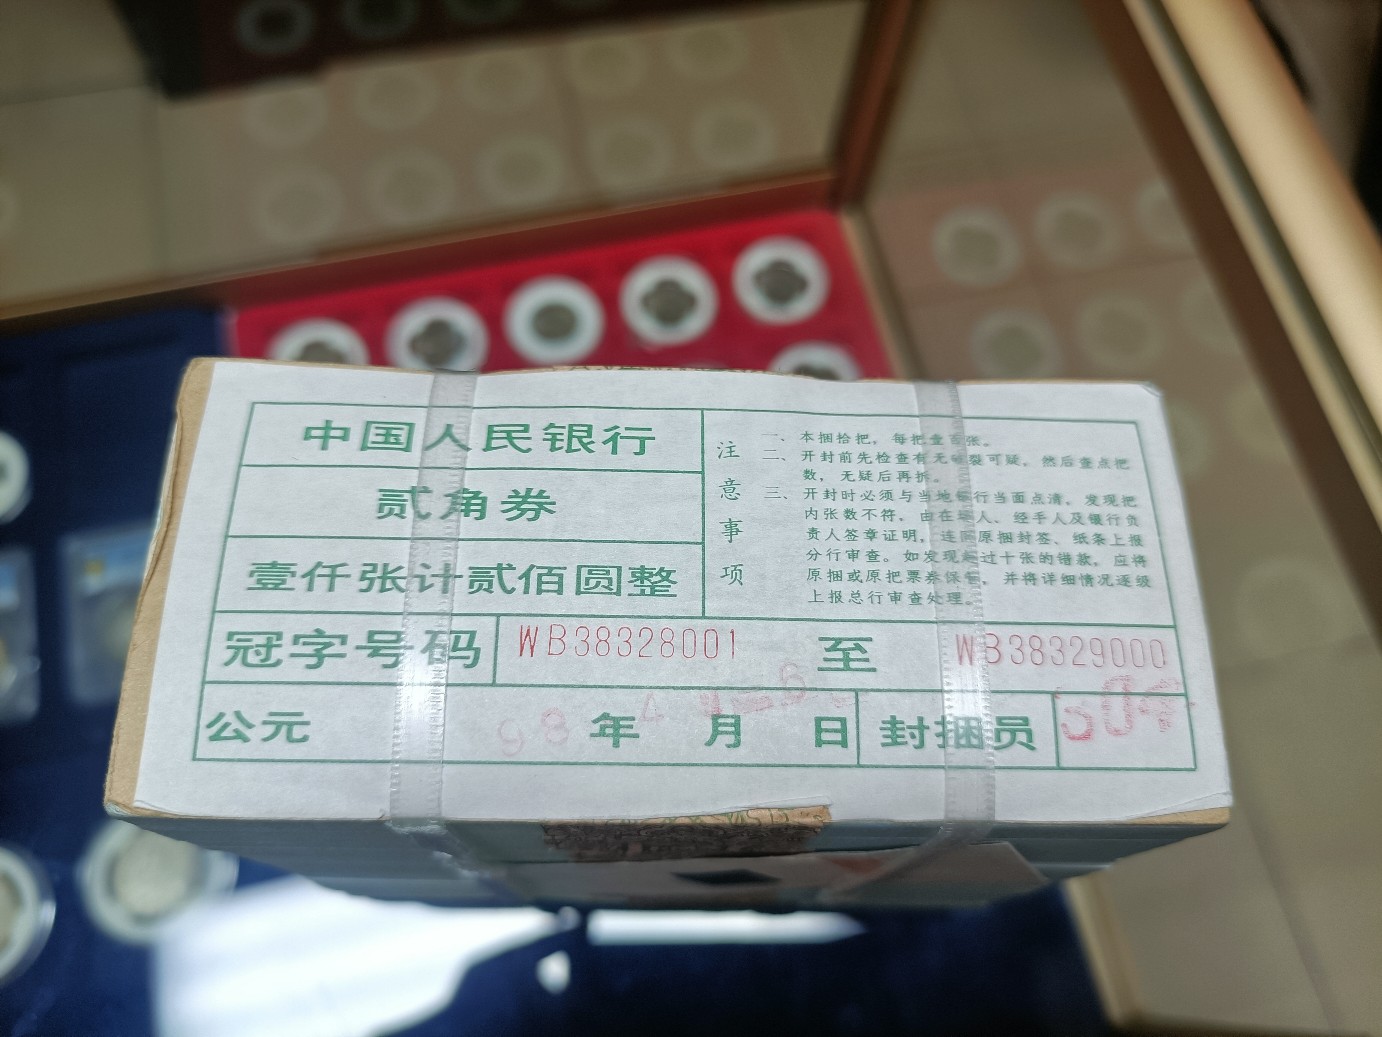 中国人民银行
贰角券
壹仟张计贰佰圆整
注意事项
一、本捆拾把，每把壹百张。
二、开封前先检查有无破裂可疑，然后查点把
数，无疑后再拆。
三、开封时必须与当地银行当面点清，发现把
内张数不符，由在场人、经手人及银行负
责人签章证明，连同原捆封签、纸条上报
分行审查。如发现超过十张的错款，应将
原捆或原把票券保管，并将详细情况逐级
上报总行审查处理。
冠字号码 WB38328001 至 WB38329000
公元 98 年 4 月 日 封捆员 304